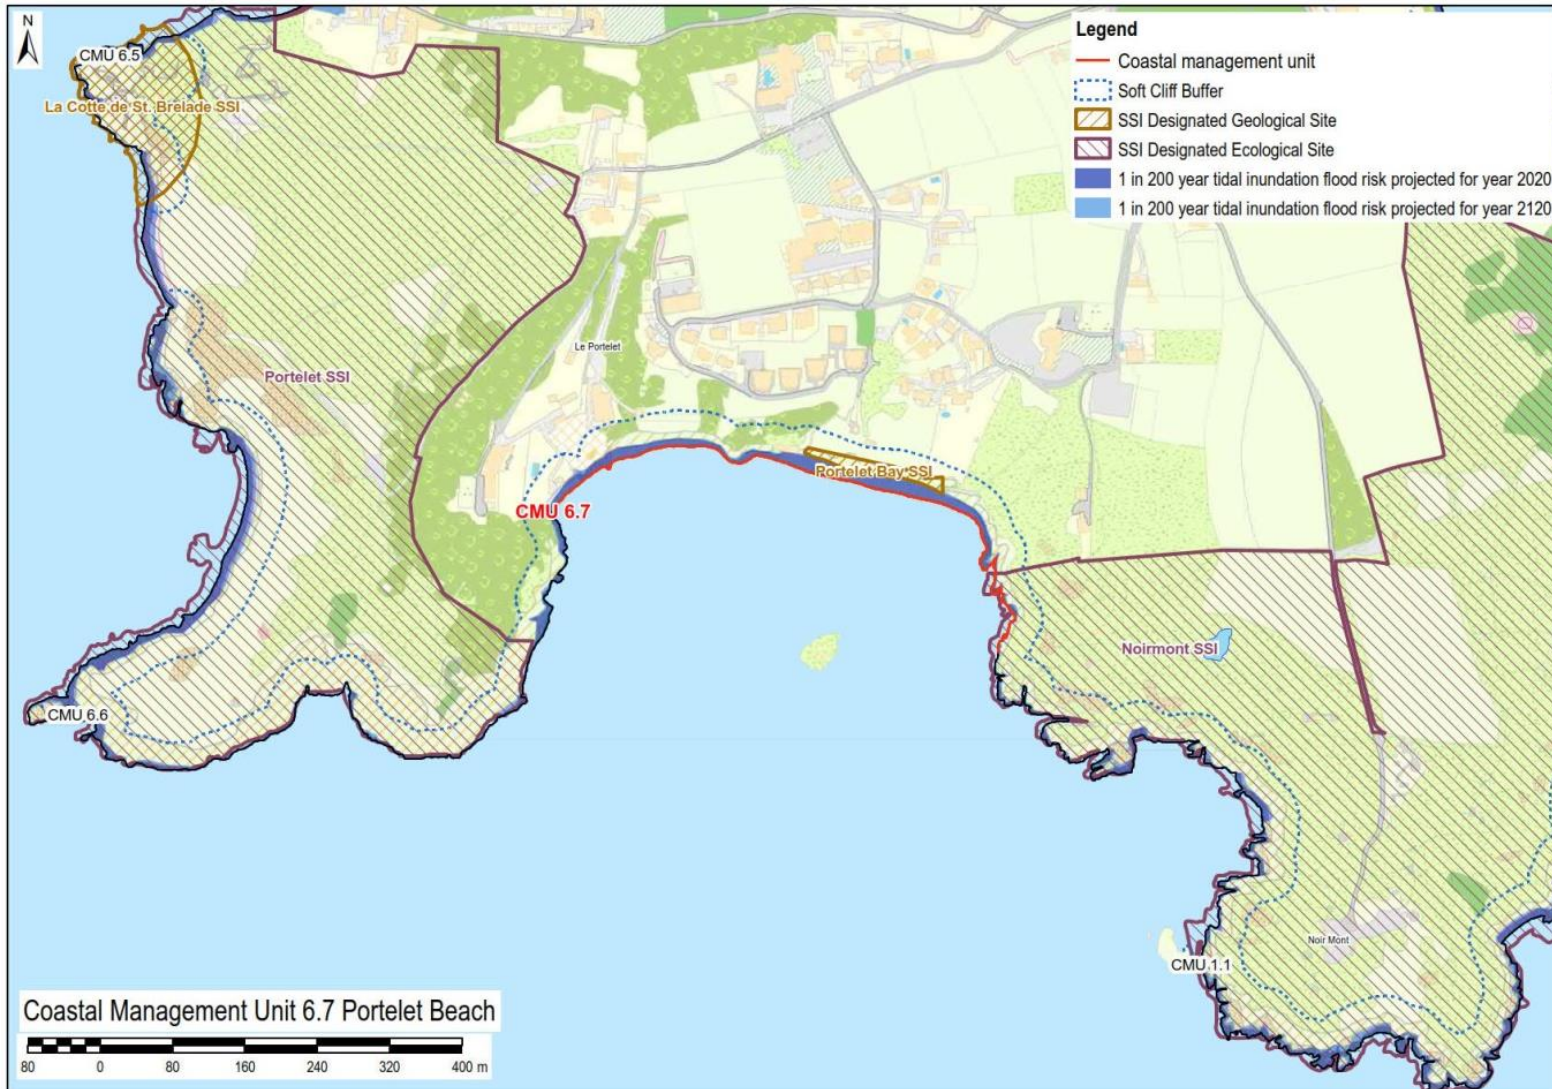 N
CMU 6.5
La Cotte de St. Brelade SSI
Legend
Coastal management unit
Soft Cliff Buffer
SSI Designated Geological Site
SSI Designated Ecological Site
1 in 200 year tidal inundation flood risk projected for year 2020
1 in 200 year tidal inundation flood risk projected for year 2120
Le Portelet
Portelet SSI
Portelet Bay SSI
CMU 6.7
Noirmont SSI
CMU 6.6
Noir Mont
CMU 1.1
Coastal Management Unit 6.7 Portelet Beach
80 0 80 160 240 320 400 m